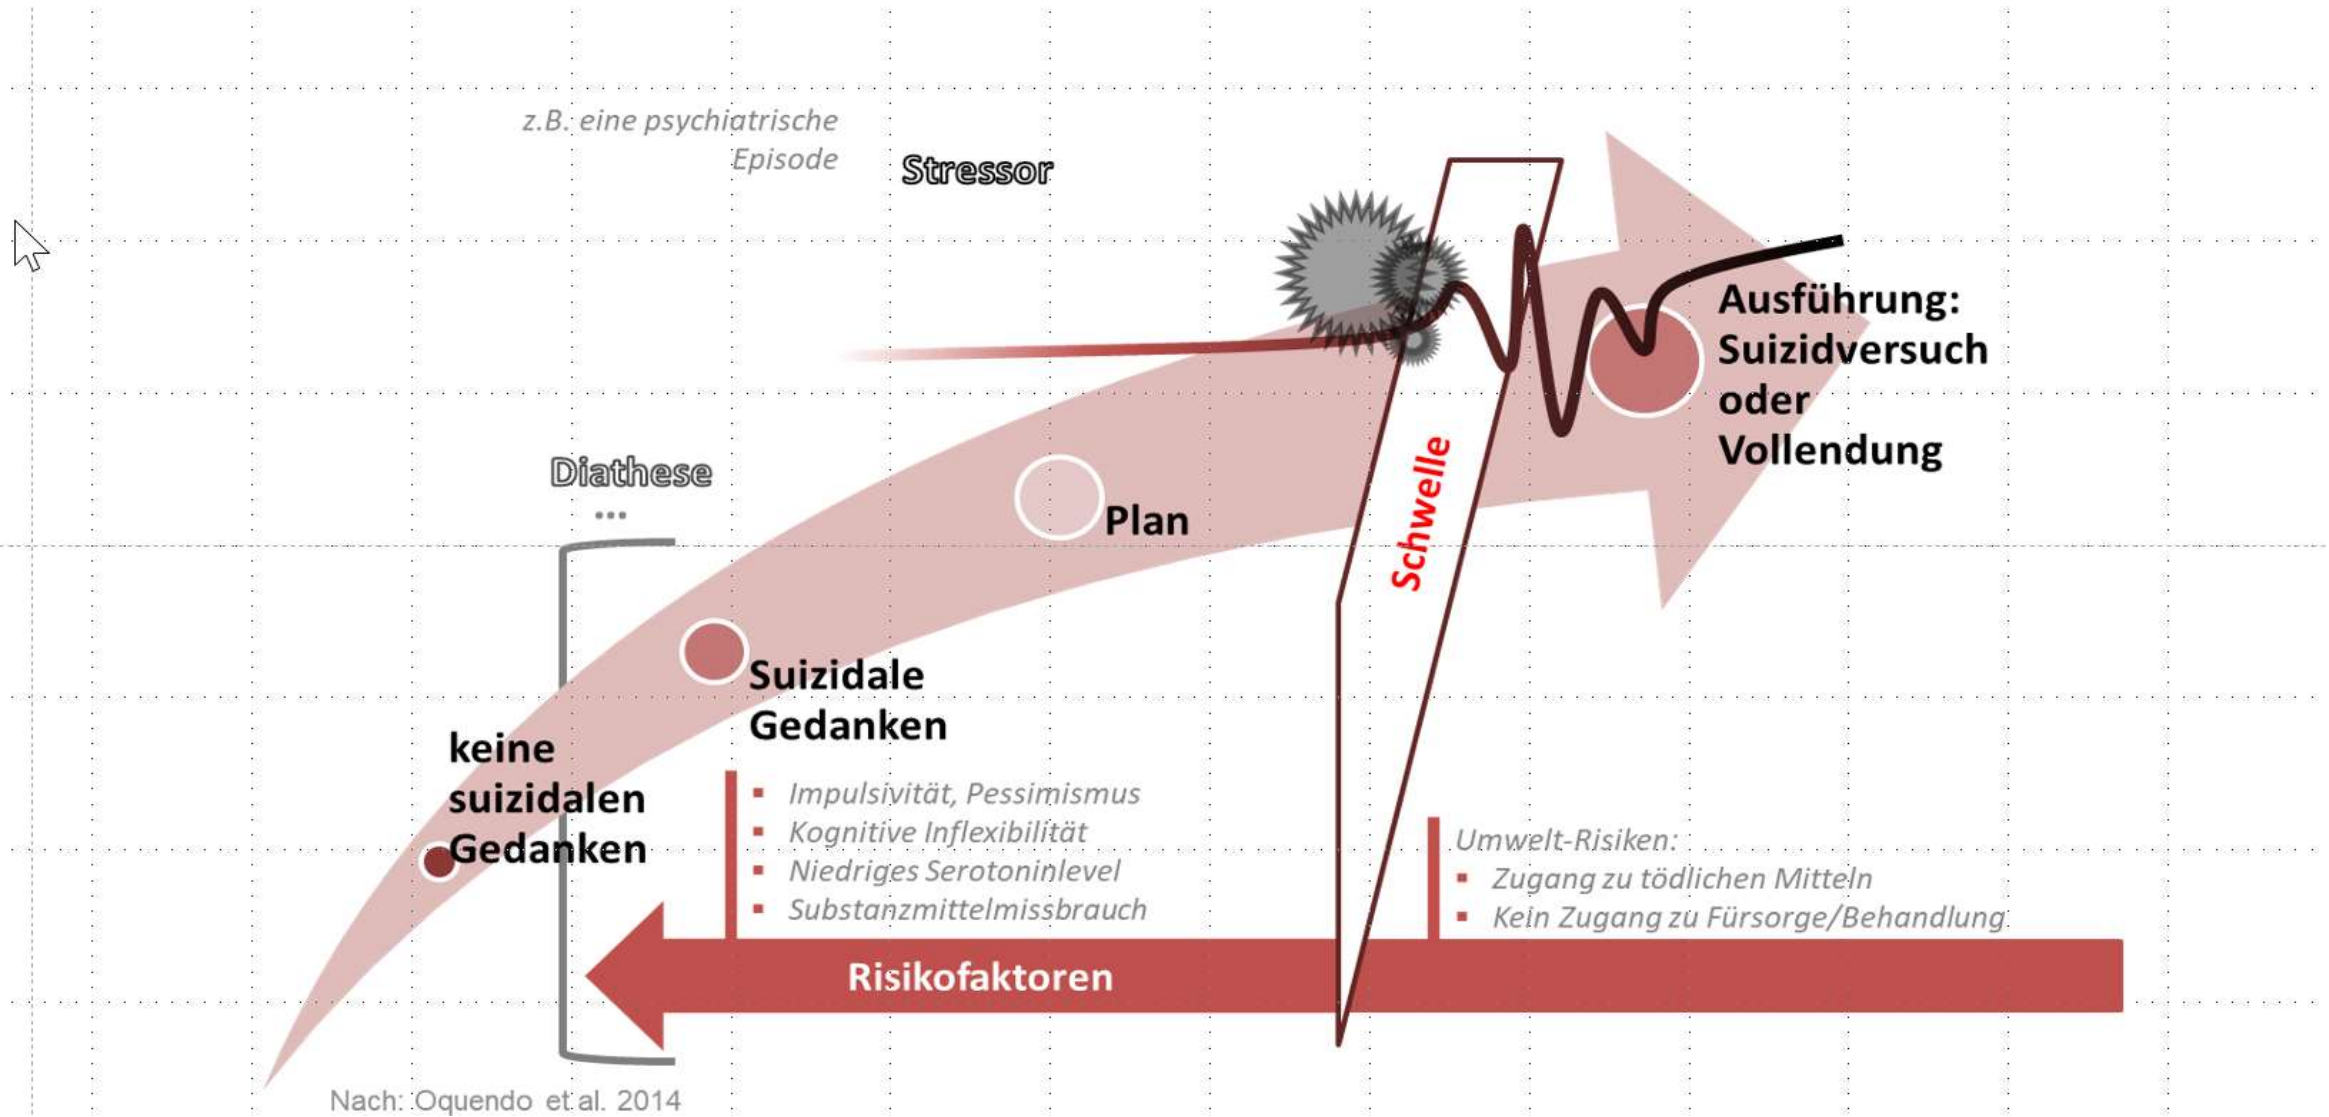 z.B. eine psychiatrische
Episode
Stressor
Diathese
...
Plan
Schwelle
Ausführung:
Suizidversuch
oder
Vollendung
Suizidale
Gedanken
keine
suizidalen
Gedanken
▪ Impulsivität, Pessimismus
▪ Kognitive Inflexibilität
▪ Niedriges Serotoninlevel
▪ Substanzmittelmissbrauch
Umwelt-Risiken:
▪ Zugang zu tödlichen Mitteln
▪ Kein Zugang zu Fürsorge/Behandlung
Risikofaktoren
Nach: Oquendo et al. 2014